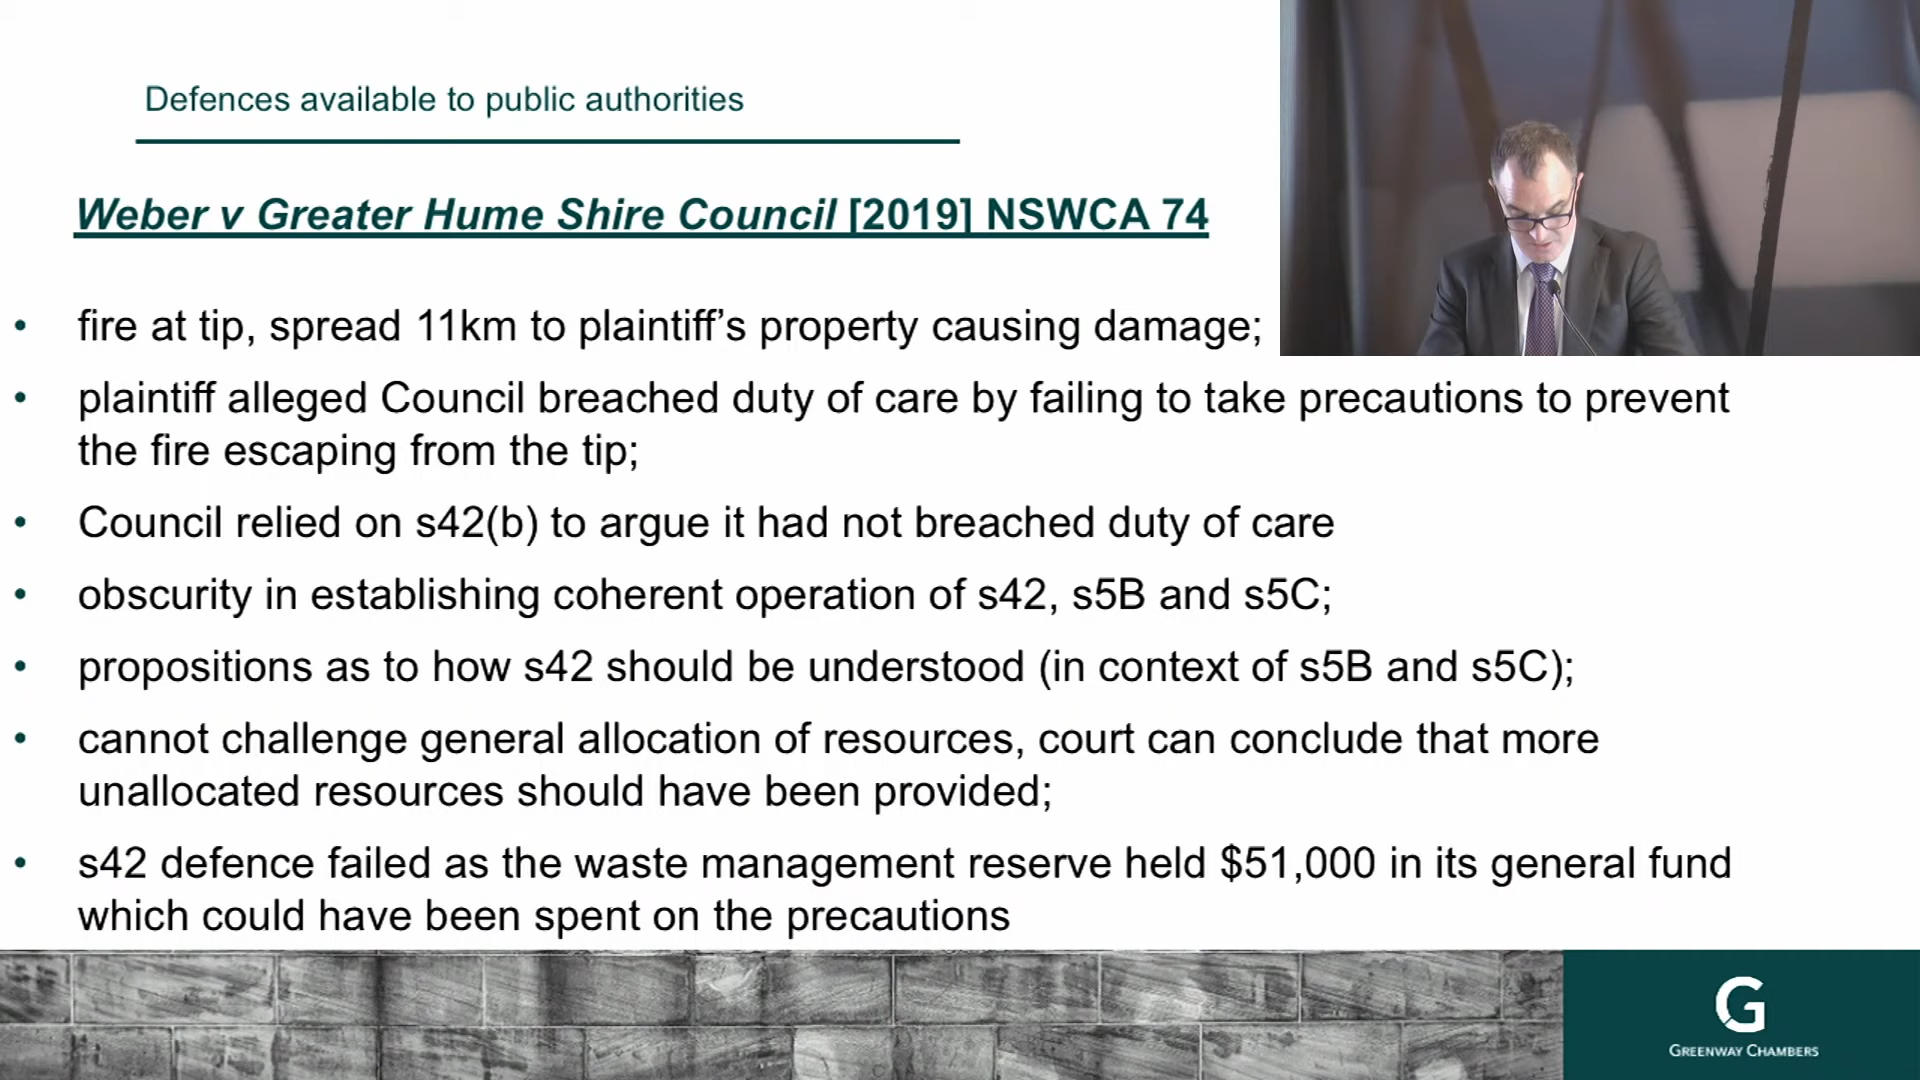 Defences available to public authorities
Weber v Greater Hume Shire Council [2019] NSWCA 74
• fire at tip, spread 11km to plaintiff’s property causing damage;
• plaintiff alleged Council breached duty of care by failing to take precautions to prevent
the fire escaping from the tip;
• Council relied on s42(b) to argue it had not breached duty of care
• obscurity in establishing coherent operation of s42, s5B and s5C;
• propositions as to how s42 should be understood (in context of s5B and s5C);
• cannot challenge general allocation of resources, court can conclude that more
unallocated resources should have been provided;
• s42 defence failed as the waste management reserve held $51,000 in its general fund
which could have been spent on the precautions
G
GREENWAY CHAMBERS